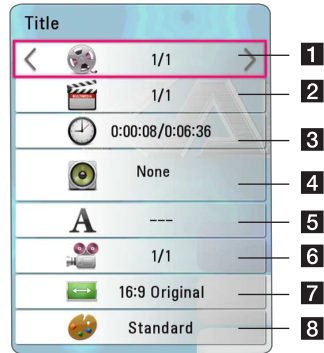 Title
1/1 1
1/1 2
0:00:08/0:06:36 3
None 4
A --- 5
1/1 6
16:9 Original 7
Standard 8